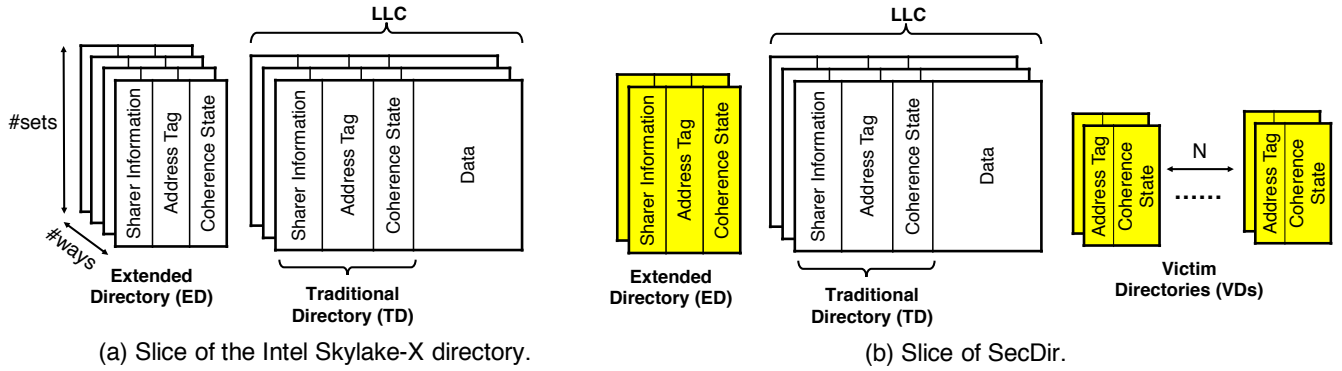 LLC
#sets
#ways
Sharer Information
Address Tag
Coherence State
Sharer Information
Address Tag
Coherence State
Data
Extended
Directory (ED)
Traditional
Directory (TD)
(a) Slice of the Intel Skylake-X directory.
LLC
Sharer Information
Address Tag
Coherence State
Sharer Information
Address Tag
Coherence State
Data
Address Tag
Coherence
State
N
......
Address Tag
Coherence
State
Extended
Directory (ED)
Traditional
Directory (TD)
Victim
Directories (VDs)
(b) Slice of SecDir.